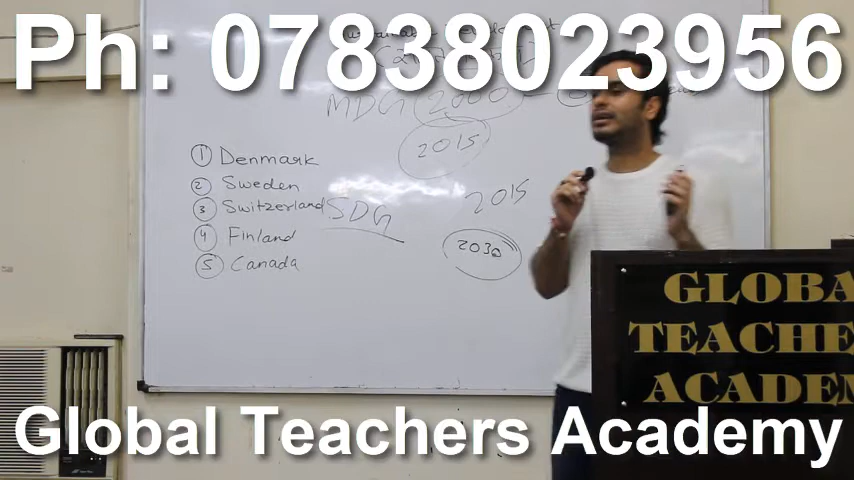 Ph: 07838023956
MDG 2000
2015
① Denmark
② Sweden
③ Switzerland
④ Finland
⑤ Canada
SDG
2015
2030
GLOBA
TEACHE
ACADEM
Global Teachers Academy